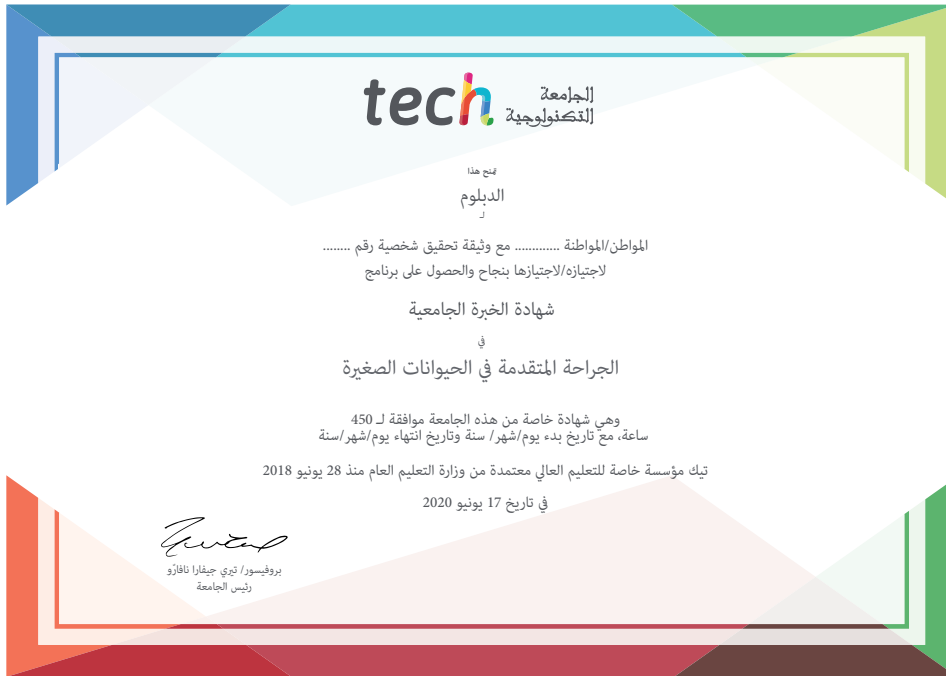 tech الجامعة
التكنولوجية
يمنح هذا
الدبلوم
لـ
المواطن/المواطنة ............ مع وثيقة تحقيق شخصية رقم ........
لاجتيازه/لاجتيازها بنجاح والحصول على برنامج
شهادة الخبرة الجامعية
في
الجراحة المتقدمة في الحيوانات الصغيرة
وهي شهادة خاصة من هذه الجامعة موافقة لـ 450
ساعة، مع تاريخ بدء يوم/شهر/ سنة وتاريخ انتهاء يوم/شهر/سنة
تيك مؤسسة خاصة للتعليم العالي معتمدة من وزارة التعليم العام منذ 28 يونيو 2018
في تاريخ 17 يونيو 2020
بروفيسور/ تيري جيفارا نافارّو
رئيس الجامعة